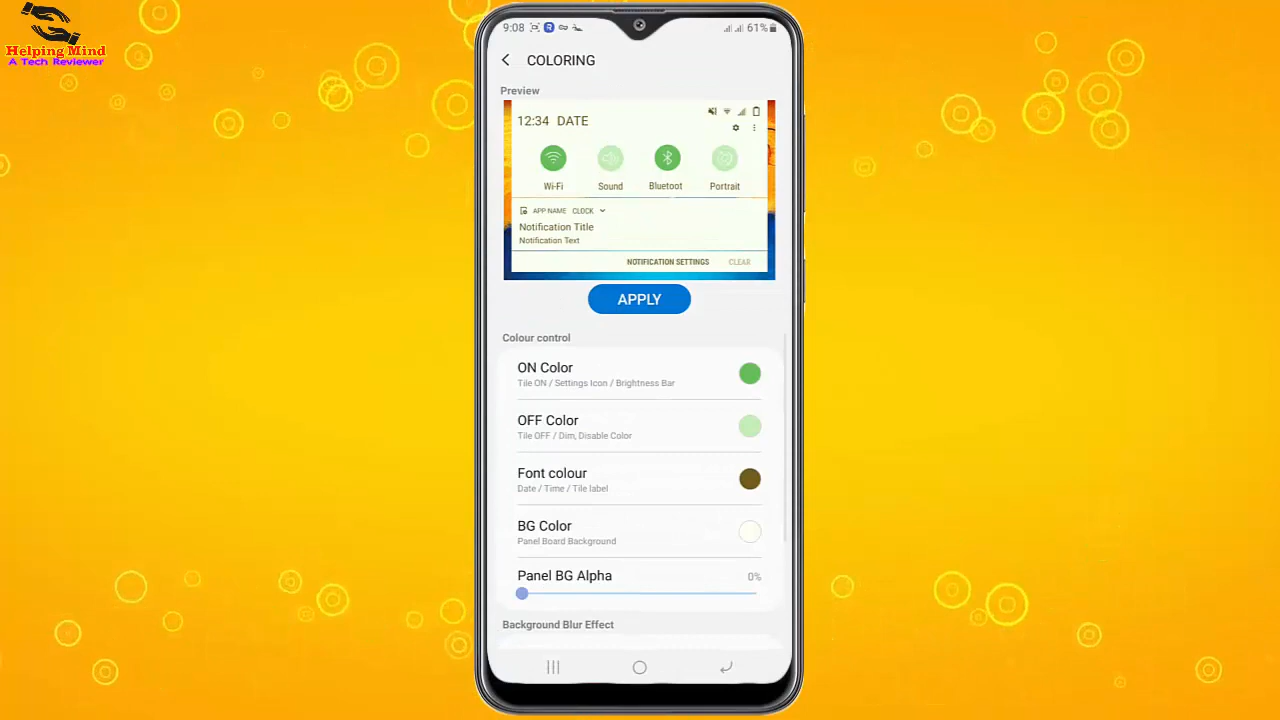 Helping Mind
A Tech Reviewer
9:08
61%
COLORING
Preview
12:34 DATE
Wi-Fi
Sound
Bluetoot
Portrait
APP NAME CLOCK
Notification Title
Notification Text
NOTIFICATION SETTINGS CLEAR
APPLY
Colour control
ON Color
Tile ON / Settings Icon / Brightness Bar
OFF Color
Tile OFF / Dim, Disable Color
Font colour
Date / Time / Tile label
BG Color
Panel Board Background
Panel BG Alpha 0%
Background Blur Effect